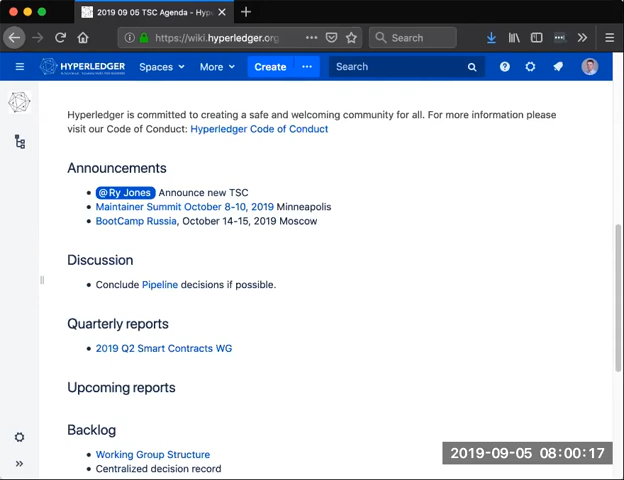 2019 09 05 TSC Agenda - Hype
https://wiki.hyperledger.org
Search
HYPERLEDGER
Spaces
More
Create
Search
Hyperledger is committed to creating a safe and welcoming community for all. For more information please
visit our Code of Conduct: Hyperledger Code of Conduct
Announcements
@Ry Jones Announce new TSC
Maintainer Summit October 8-10, 2019 Minneapolis
BootCamp Russia, October 14-15, 2019 Moscow
Discussion
Conclude Pipeline decisions if possible.
Quarterly reports
2019 Q2 Smart Contracts WG
Upcoming reports
Backlog
Working Group Structure
Centralized decision record
2019-09-05 08:00:17